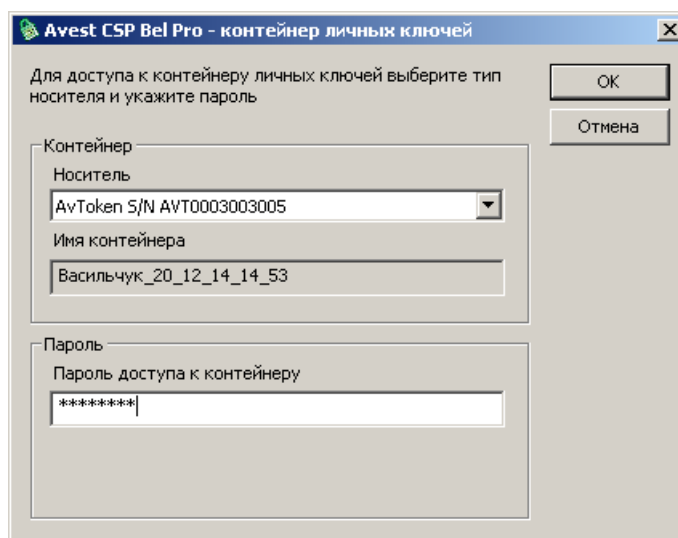 Avest CSP Bel Pro - контейнер личных ключей
Для доступа к контейнеру личных ключей выберите тип
носителя и укажите пароль
OK
Отмена
Контейнер
Носитель
AvToken S/N AVT0003003005
Имя контейнера
Васильчук_20_12_14_14_53
Пароль
Пароль доступа к контейнеру
********